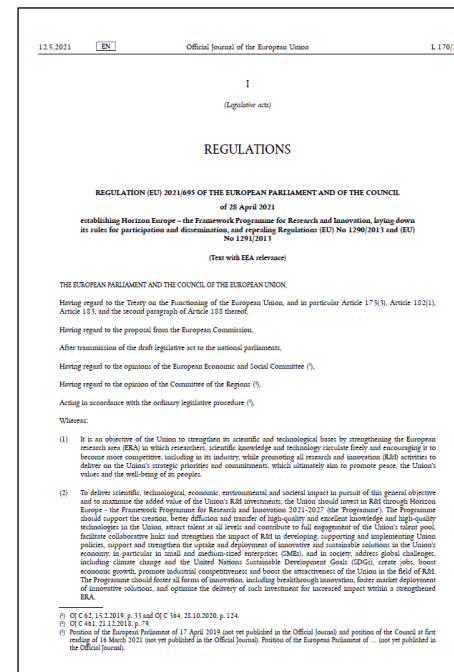 12.5.2021 EN Official Journal of the European Union L 170/
I
(Legislative acts)
REGULATIONS
REGULATION (EU) 2021/695 OF THE EUROPEAN PARLIAMENT AND OF THE COUNCIL
of 28 April 2021
establishing Horizon Europe – the Framework Programme for Research and Innovation, laying down
its rules for participation and dissemination, and repealing Regulations (EU) No 1290/2013 and (EU)
No 1291/2013
(Text with EEA relevance)
THE EUROPEAN PARLIAMENT AND THE COUNCIL OF THE EUROPEAN UNION,
Having regard to the Treaty on the Functioning of the European Union, and in particular Article 173(3), Article 182(1),
Article 183, and the second paragraph of Article 188 thereof,
Having regard to the proposal from the European Commission,
After transmission of the draft legislative act to the national parliaments,
Having regard to the opinions of the European Economic and Social Committee (¹),
Having regard to the opinion of the Committee of the Regions (²),
Acting in accordance with the ordinary legislative procedure (³),
Whereas:
(1) It is an objective of the Union to strengthen its scientific and technological bases by strengthening the European
research area (ERA) in which researchers, scientific knowledge and technology circulate freely and encouraging it to
become more competitive, including in its industry, while promoting all research and innovation (R&I) activities to
deliver on the Union's strategic priorities and commitments, which ultimately aim to promote peace, the Union's
values and the well-being of its peoples.
(2) To deliver scientific, technological, economic, environmental and societal impact in pursuit of this general objective
and to maximise the added value of the Union's R&I investments, the Union should invest in R&I through Horizon
Europe - the Framework Programme for Research and Innovation 2021-2027 (the 'Programme'). The Programme
should support the creation, better diffusion and transfer of high-quality and excellent knowledge and high-quality
technologies in the Union, attract talent at all levels and contribute to full engagement of the Union's talent pool,
facilitate collaborative links and strengthen the impact of R&I in developing, supporting and implementing Union
policies, support and strengthen the uptake and deployment of innovative and sustainable solutions in the Union's
economy, in particular in small and medium-sized enterprises (SMEs), and in society, address global challenges,
including climate change and the United Nations Sustainable Development Goals (SDGs), create jobs, boost
economic growth, promote industrial competitiveness and boost the attractiveness of the Union in the field of R&I.
The Programme should foster all forms of innovation, including breakthrough innovation, foster market deployment
of innovative solutions, and optimise the delivery of such investment for increased impact within a strengthened
ERA.
(¹) OJ C 62, 15.2.2019, p. 33 and OJ C 364, 28.10.2020, p. 124.
(²) OJ C 461, 21.12.2018, p. 79.
(³) Position of the European Parliament of 17 April 2019 (not yet published in the Official Journal) and position of the Council at first
reading of 16 March 2021 (not yet published in the Official Journal). Position of the European Parliament of ... (not yet published in
the Official Journal).